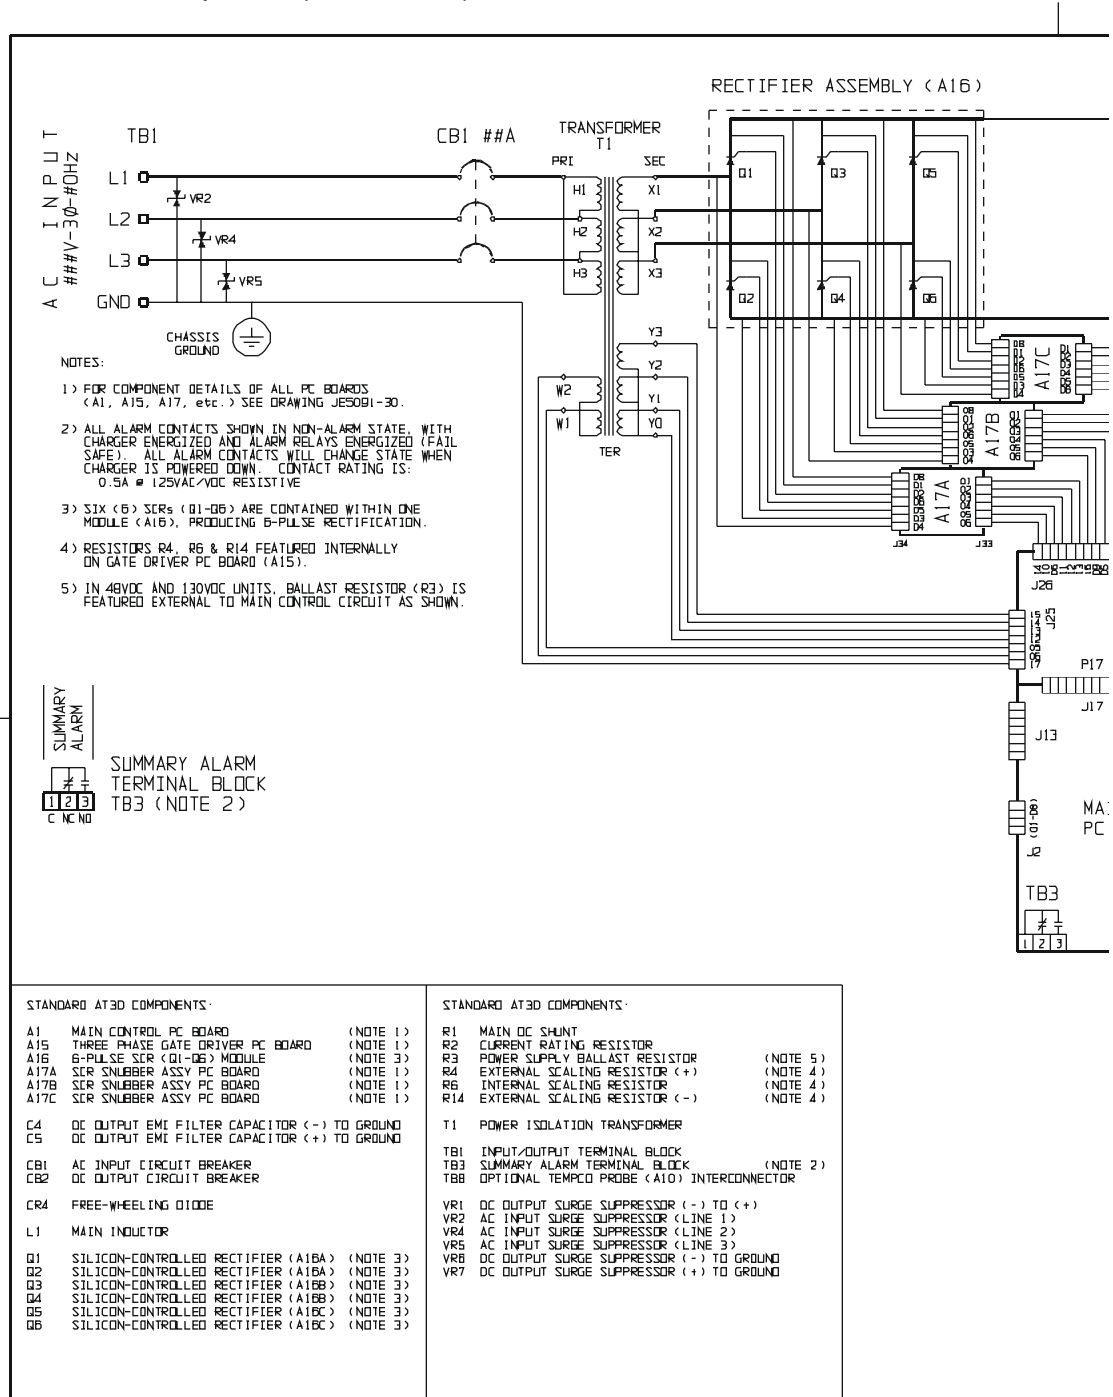 RECTIFIER ASSEMBLY (A16)
AC INPUT
###V-3Ø-#0HZ
TB1
CB1 ##A
TRANSFORMER
T1
PRI
SEC
L1
L2
L3
GND
VR2
VR4
VR5
H1
H2
H3
X1
X2
X3
Q1
Q3
Q5
Q2
Q4
Q6
CHASSIS
GROUND
Y3
Y2
Y1
Y0
W2
W1
TER
A17C
A17B
A17A
J34
J33
J26
J25
P17
J17
J13
J2
(Q1-Q8)
TB3
1 2 3
NOTES:
1) FOR COMPONENT DETAILS OF ALL PC BOARDS
(A1, A15, A17, etc.) SEE DRAWING JE5091-30.
2) ALL ALARM CONTACTS SHOWN IN NON-ALARM STATE, WITH
CHARGER ENERGIZED AND ALARM RELAYS ENERGIZED (FAIL
SAFE). ALL ALARM CONTACTS WILL CHANGE STATE WHEN
CHARGER IS POWERED DOWN. CONTACT RATING IS:
0.5A @ 125VAC/VDC RESISTIVE
3) SIX (6) SCRs (Q1-Q6) ARE CONTAINED WITHIN ONE
MODULE (A16), PRODUCING 6-PULSE RECTIFICATION.
4) RESISTORS R4, R6 & R14 FEATURED INTERNALLY
ON GATE DRIVER PC BOARD (A15).
5) IN 48VDC AND 130VDC UNITS, BALLAST RESISTOR (R3) IS
FEATURED EXTERNAL TO MAIN CONTROL CIRCUIT AS SHOWN.
SUMMARY
ALARM
1 2 3
C NC NO
SUMMARY ALARM
TERMINAL BLOCK
TB3 (NOTE 2)
MAI
PC
STANDARD AT3D COMPONENTS:
A1 MAIN CONTROL PC BOARD (NOTE 1)
A15 THREE PHASE GATE DRIVER PC BOARD (NOTE 1)
A16 6-PULSE SCR (Q1-Q6) MODULE (NOTE 3)
A17A SCR SNUBBER ASSY PC BOARD (NOTE 1)
A17B SCR SNUBBER ASSY PC BOARD (NOTE 1)
A17C SCR SNUBBER ASSY PC BOARD (NOTE 1)
C4 DC OUTPUT EMI FILTER CAPACITOR (-) TO GROUND
C5 DC OUTPUT EMI FILTER CAPACITOR (+) TO GROUND
CB1 AC INPUT CIRCUIT BREAKER
CB2 DC OUTPUT CIRCUIT BREAKER
CR4 FREE-WHEELING DIODE
L1 MAIN INDUCTOR
Q1 SILICON-CONTROLLED RECTIFIER (A16A) (NOTE 3)
Q2 SILICON-CONTROLLED RECTIFIER (A16A) (NOTE 3)
Q3 SILICON-CONTROLLED RECTIFIER (A16B) (NOTE 3)
Q4 SILICON-CONTROLLED RECTIFIER (A16B) (NOTE 3)
Q5 SILICON-CONTROLLED RECTIFIER (A16C) (NOTE 3)
Q6 SILICON-CONTROLLED RECTIFIER (A16C) (NOTE 3)
STANDARD AT3D COMPONENTS:
R1 MAIN DC SHUNT
R2 CURRENT RATING RESISTOR
R3 POWER SUPPLY BALLAST RESISTOR (NOTE 5)
R4 EXTERNAL SCALING RESISTOR (+) (NOTE 4)
R6 INTERNAL SCALING RESISTOR (NOTE 4)
R14 EXTERNAL SCALING RESISTOR (-) (NOTE 4)
T1 POWER ISOLATION TRANSFORMER
TB1 INPUT/OUTPUT TERMINAL BLOCK
TB3 SUMMARY ALARM TERMINAL BLOCK (NOTE 2)
TB8 OPTIONAL TEMPCO PROBE (A10) INTERCONNECTOR
VR1 DC OUTPUT SURGE SUPPRESSOR (-) TO (+)
VR2 AC INPUT SURGE SUPPRESSOR (LINE 1)
VR4 AC INPUT SURGE SUPPRESSOR (LINE 2)
VR5 AC INPUT SURGE SUPPRESSOR (LINE 3)
VR6 DC OUTPUT SURGE SUPPRESSOR (-) TO GROUND
VR7 DC OUTPUT SURGE SUPPRESSOR (+) TO GROUND